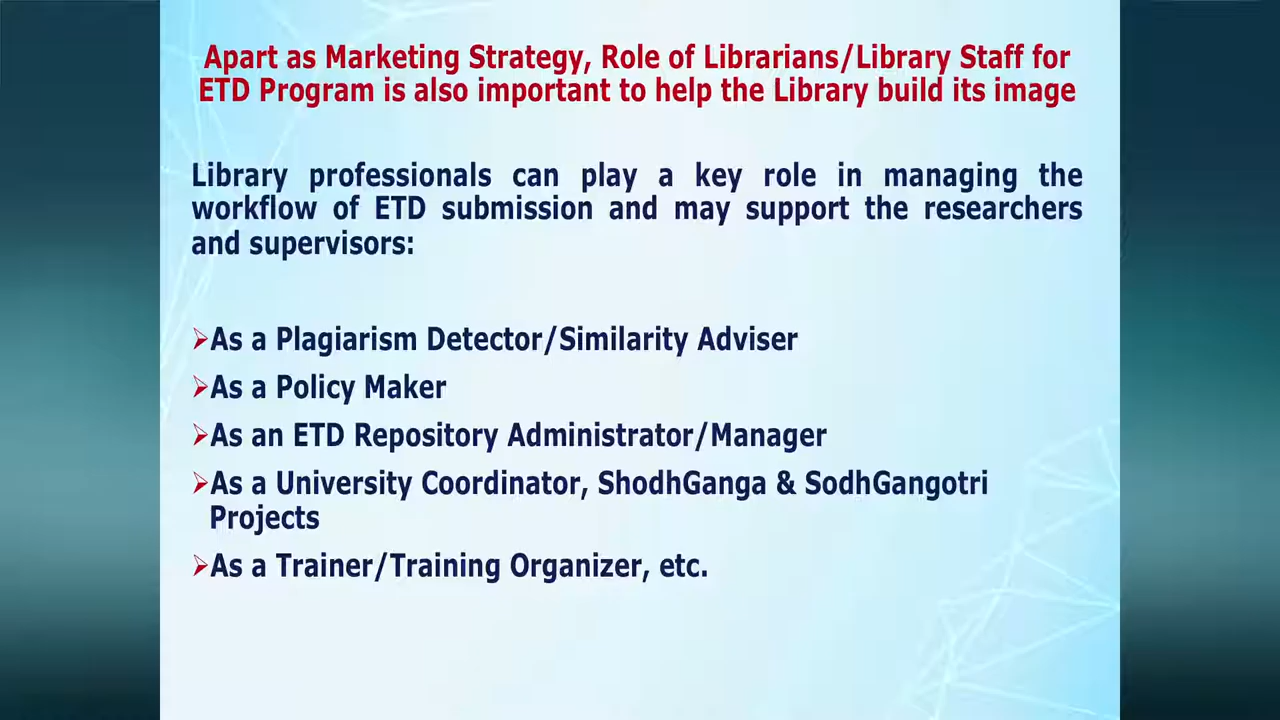 Apart as Marketing Strategy, Role of Librarians/Library Staff for
ETD Program is also important to help the Library build its image
Library professionals can play a key role in managing the
workflow of ETD submission and may support the researchers
and supervisors:
➢As a Plagiarism Detector/Similarity Adviser
➢As a Policy Maker
➢As an ETD Repository Administrator/Manager
➢As a University Coordinator, ShodhGanga & SodhGangotri
Projects
➢As a Trainer/Training Organizer, etc.